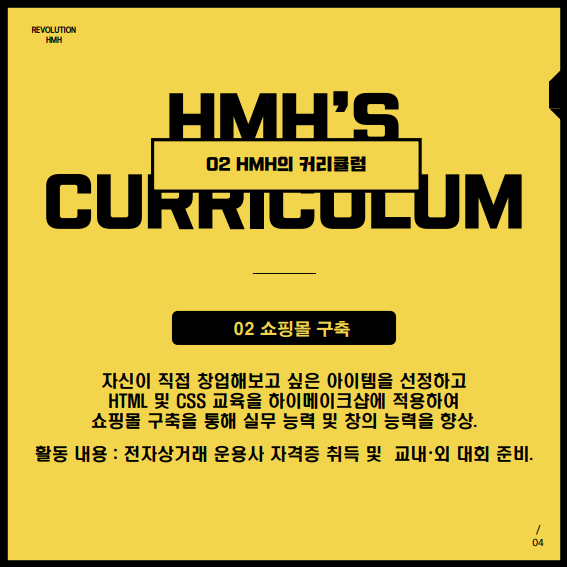 REVOLUTION
HMH
HMH'S
02 HMH의 커리큘럼
CURRICULUM
02 쇼핑몰 구축
자신이 직접 창업해보고 싶은 아이템을 선정하고
HTML 및 CSS 교육을 하이메이크샵에 적용하여
쇼핑몰 구축을 통해 실무 능력 및 창의 능력을 향상.
활동 내용 : 전자상거래 운용사 자격증 취득 및 교내·외 대회 준비.
/
04